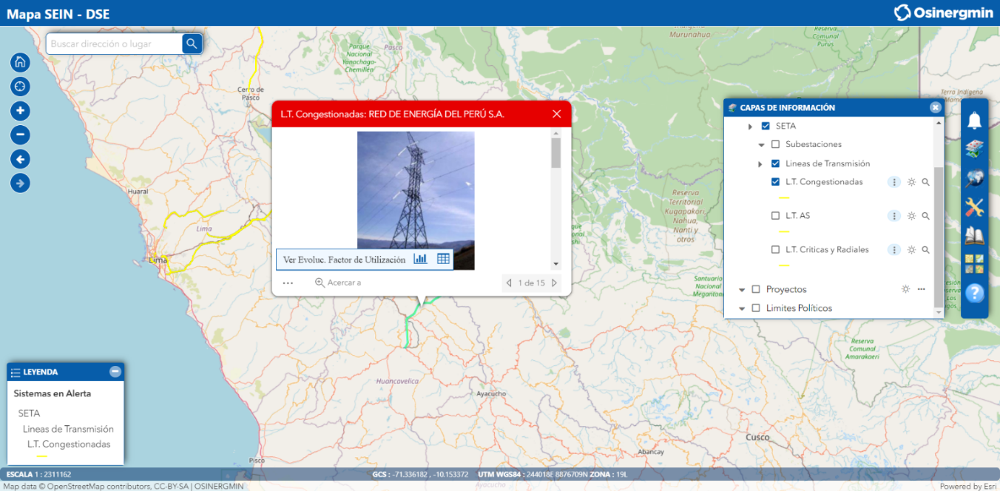 Mapa SEIN - DSE
Osinergmin
Buscar dirección o lugar
Murunahua
Reserva
Comunal
Purus
Parque
Nacional
Yanachaga-
Chemillén
Pasco
Cerro de
Pasco
Terra Indígena
Huaral
Lima
Lima
L.T. Congestionadas: RED DE ENERGÍA DEL PERÚ S.A.
Ver Evoluc. Factor de Utilización
Acercar a
1 de 15
Reserva
Territorial
Kugapakori,
Nahua,
Nanti y
otros
Santuario
Nacional
Megantoni
CAPAS DE INFORMACIÓN
SETA
Subestaciones
Lineas de Transmisión
L.T. Congestionadas
L.T. AS
L.T. Criticas y Radiales
Proyectos
Limites Políticos
?
Reserva
Comunal
Amarakaeri
Huancavelica
Ayacucho
Cusco
Abancay
Pisco
LEYENDA
Sistemas en Alerta
SETA
Lineas de Transmisión
L.T. Congestionadas
ESCALA 1 : 2311162
GCS : -71.336182 , -10.153372 UTM WGS84 : 244018E 8876709N ZONA : 19L
Ayacucho
Map data © OpenStreetMap contributors, CC-BY-SA | OSINERGMIN
Powered by Esri